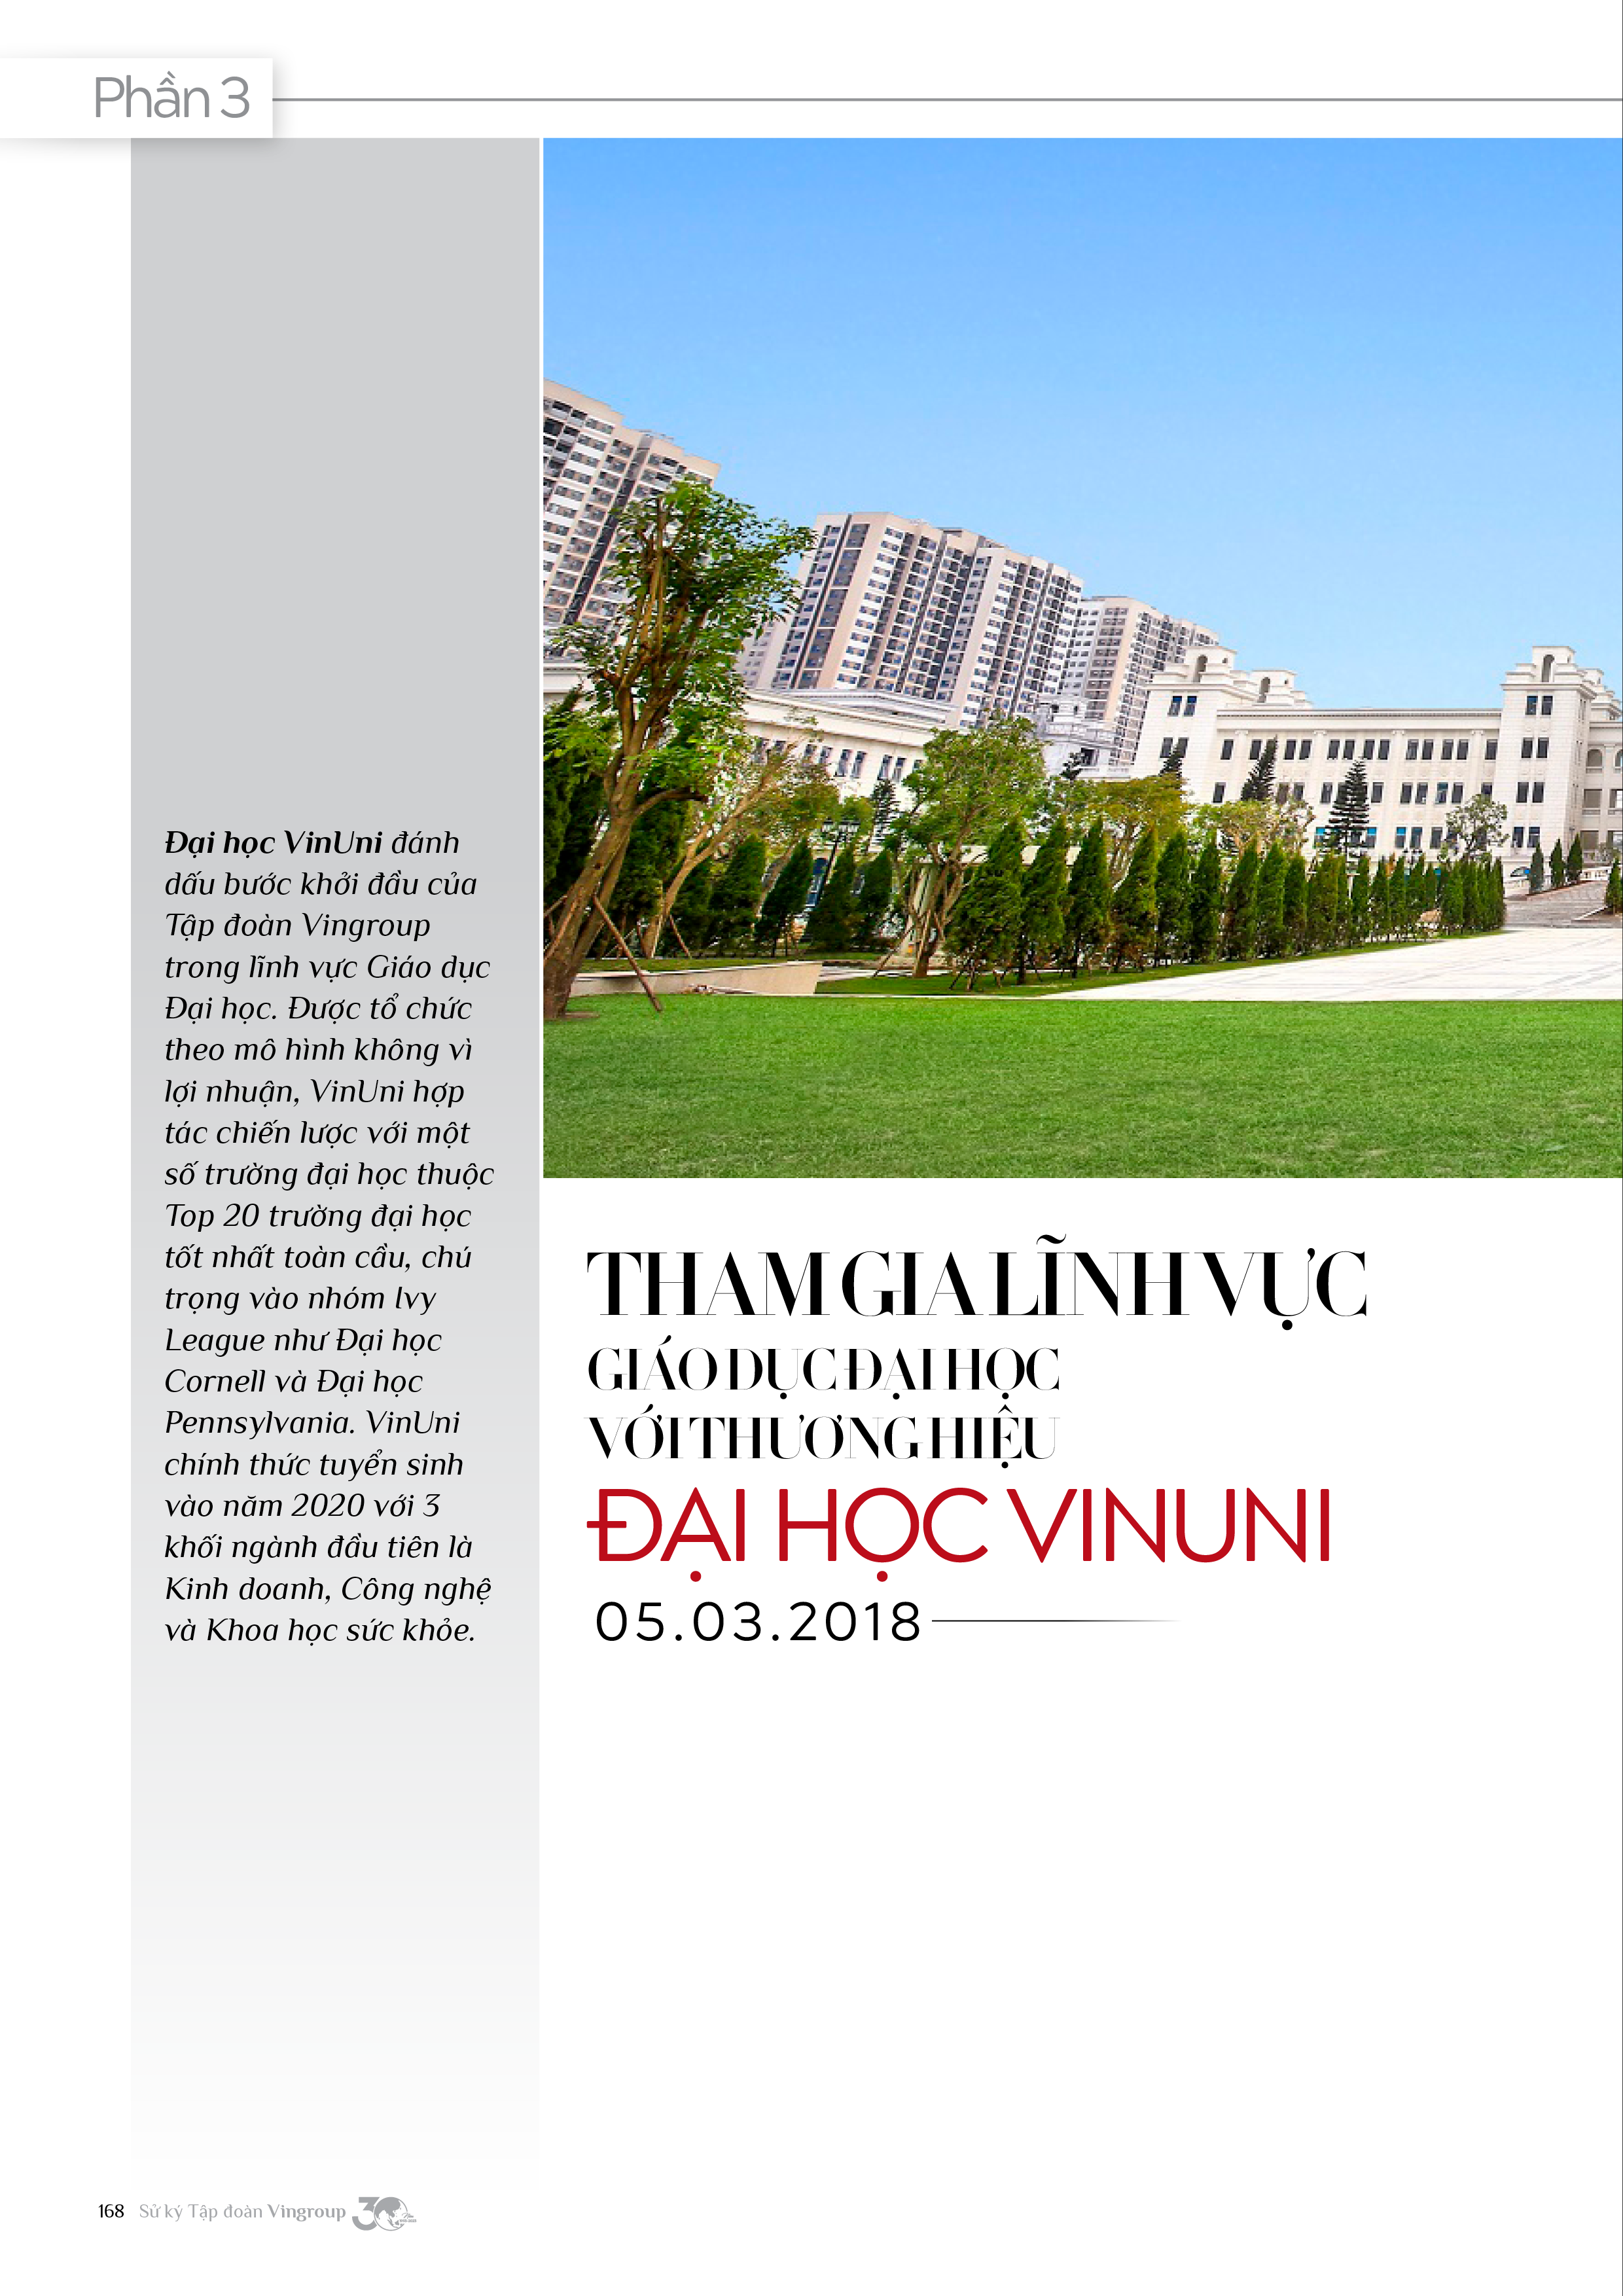 Phần 3
Đại học VinUni đánh
dấu bước khởi đầu của
Tập đoàn Vingroup
trong lĩnh vực Giáo dục
Đại học. Được tổ chức
theo mô hình không vì
lợi nhuận, VinUni hợp
tác chiến lược với một
số trường đại học thuộc
Top 20 trường đại học
tốt nhất toàn cầu, chú
trọng vào nhóm Ivy
League như Đại học
Cornell và Đại học
Pennsylvania. VinUni
chính thức tuyển sinh
vào năm 2020 với 3
khối ngành đầu tiên là
Kinh doanh, Công nghệ
và Khoa học sức khỏe.
THAM GIA LĨNH VỰC
GIÁO DỤC ĐẠI HỌC
VỚI THƯƠNG HIỆU
ĐẠI HỌC VINUNI
05.03.2018
168 Sử ký Tập đoàn Vingroup 30